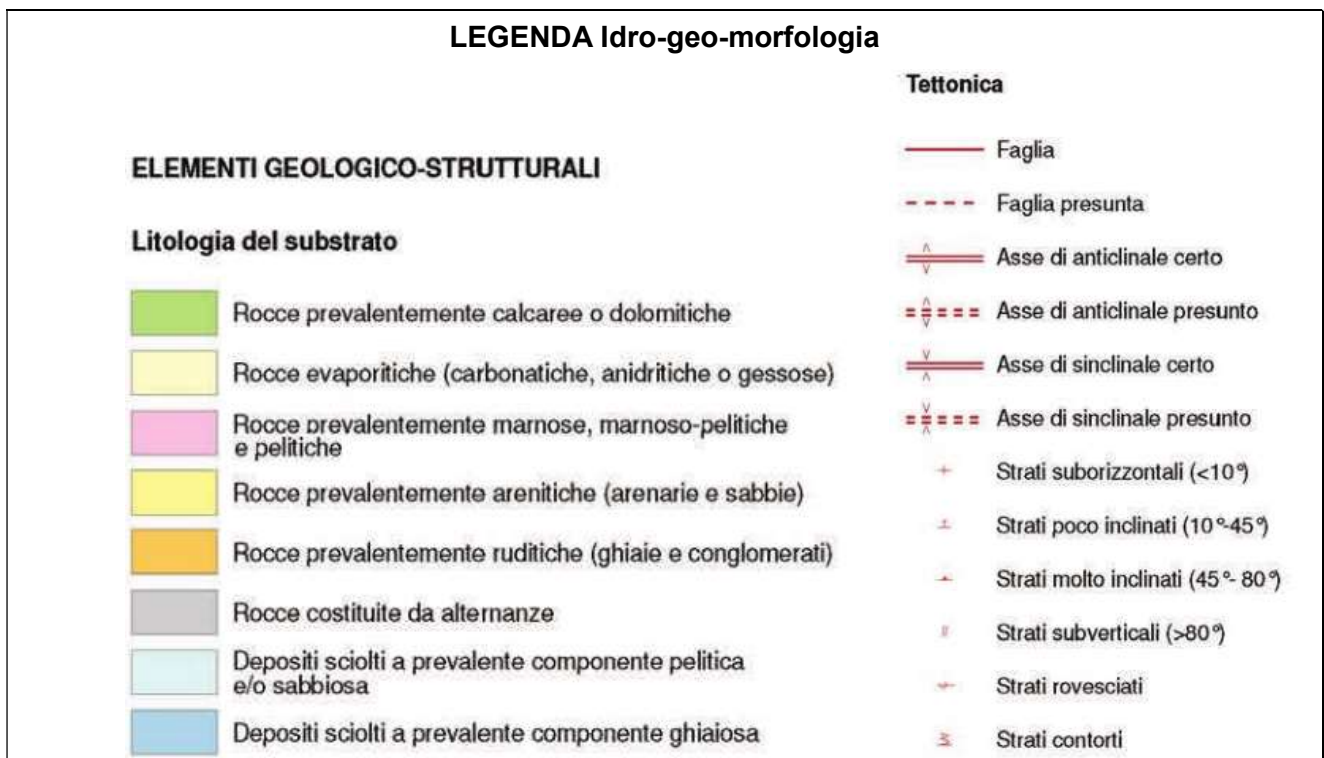 LEGENDA Idro-geo-morfologia
ELEMENTI GEOLOGICO-STRUTTURALI
Litologia del substrato
Rocce prevalentemente calcaree o dolomitiche
Rocce evaporitiche (carbonatiche, anidritiche o gessose)
Rocce prevalentemente marnose, marnoso-pelitiche
e pelitiche
Rocce prevalentemente arenitiche (arenarie e sabbie)
Rocce prevalentemente ruditiche (ghiaie e conglomerati)
Rocce costituite da alternanze
Depositi sciolti a prevalente componente pelitica
e/o sabbiosa
Depositi sciolti a prevalente componente ghiaiosa
Tettonica
Faglia
Faglia presunta
Asse di anticlinale certo
Asse di anticlinale presunto
Asse di sinclinale certo
Asse di sinclinale presunto
Strati suborizzontali (<10°)
Strati poco inclinati (10°-45°)
Strati molto inclinati (45°- 80°)
Strati subverticali (>80°)
Strati rovesciati
Strati contorti